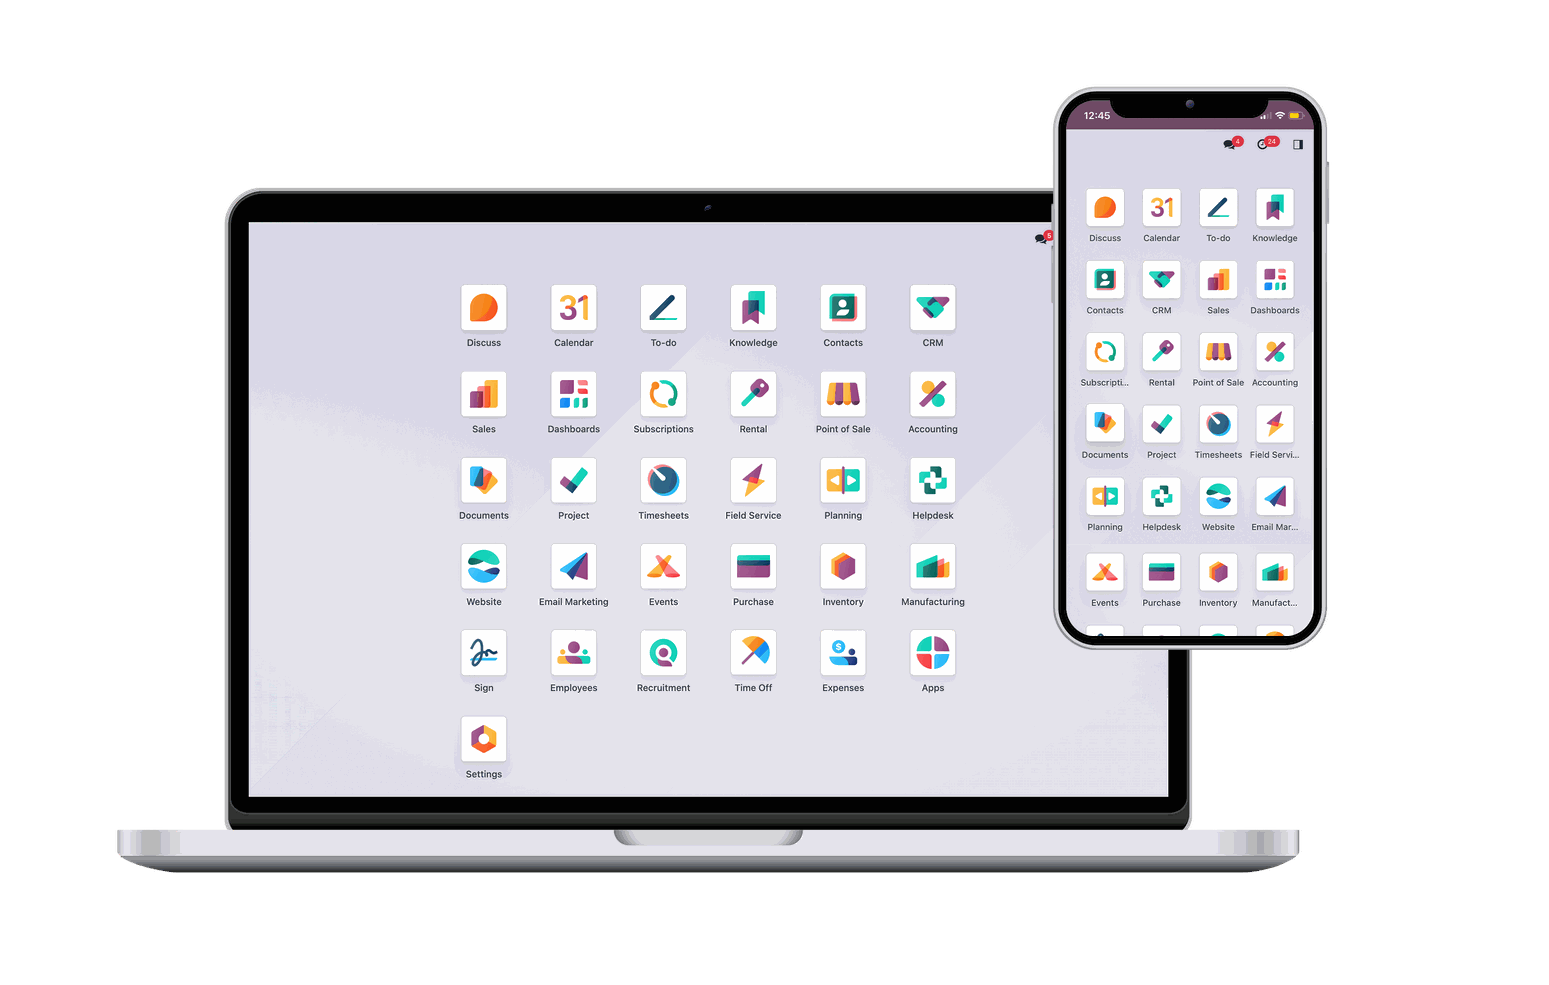 12:45
4
24
Discuss
Calendar
To-do
Knowledge
Contacts
CRM
Sales
Dashboards
Subscripti...
Rental
Point of Sale
Accounting
Documents
Project
Timesheets
Field Servi...
Planning
Helpdesk
Website
Email Mar...
Events
Purchase
Inventory
Manufact...
31
Discuss
Calendar
To-do
Knowledge
Contacts
CRM
Sales
Dashboards
Subscriptions
Rental
Point of Sale
Accounting
Documents
Project
Timesheets
Field Service
Planning
Helpdesk
Website
Email Marketing
Events
Purchase
Inventory
Manufacturing
$
Sign
Employees
Recruitment
Time Off
Expenses
Apps
Settings
31